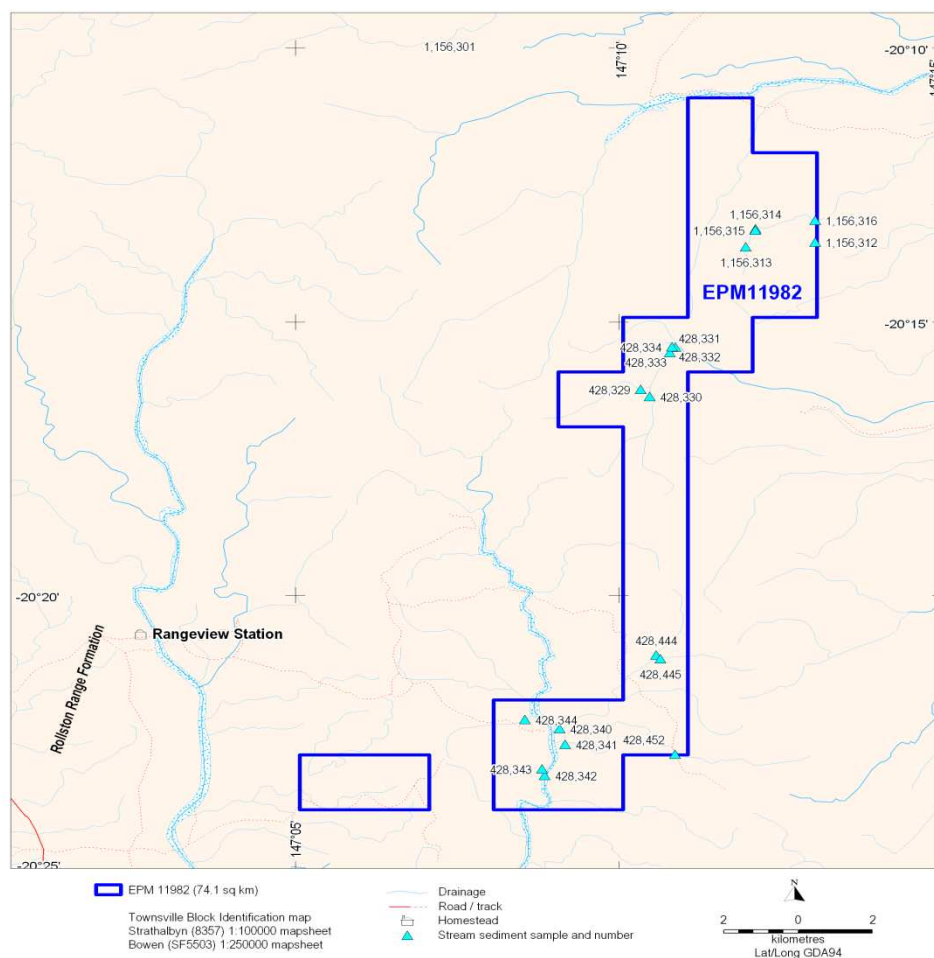 1,156,301
147°10'
-20°10'
147°15'
1,156,314
1,156,316
1,156,315
1,156,312
1,156,313
EPM11982
-20°15'
428,331
428,334
428,332
428,333
428,329
428,330
-20°20'
Rangeview Station
Rollston Range Formation
428,444
428,445
428,344
428,340
428,452
428,341
428,343
428,342
147°05'
-20°25'
EPM 11982 (74.1 sq km)
Townsville Block Identification map
Strathalbyn (8357) 1:100000 mapsheet
Bowen (SF5503) 1:250000 mapsheet
Drainage
Road / track
Homestead
Stream sediment sample and number
N
2 0 2
kilometres
Lat/Long GDA94